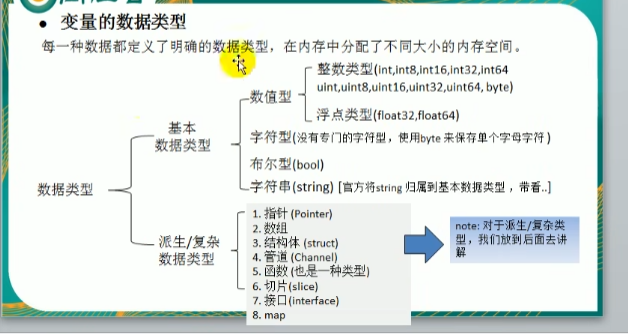 • 变量的数据类型
每一种数据都定义了明确的数据类型，在内存中分配了不同大小的内存空间。
数据类型
基本
数据类型
数值型
整数类型(int,int8,int16,int32,int64
uint,uint8,uint16,uint32,uint64, byte)
浮点类型(float32,float64)
字符型(没有专门的字符型，使用byte 来保存单个字母字符)
布尔型(bool)
字符串(string) [官方将string 归属到基本数据类型 ，带看..]
派生/复杂
数据类型
1. 指针 (Pointer)
2. 数组
3. 结构体 (struct)
4. 管道 (Channel)
5. 函数 (也是一种类型)
6. 切片(slice)
7. 接口(interface)
8. map
note: 对于派生/复杂类
型，我们放到后面去讲
解